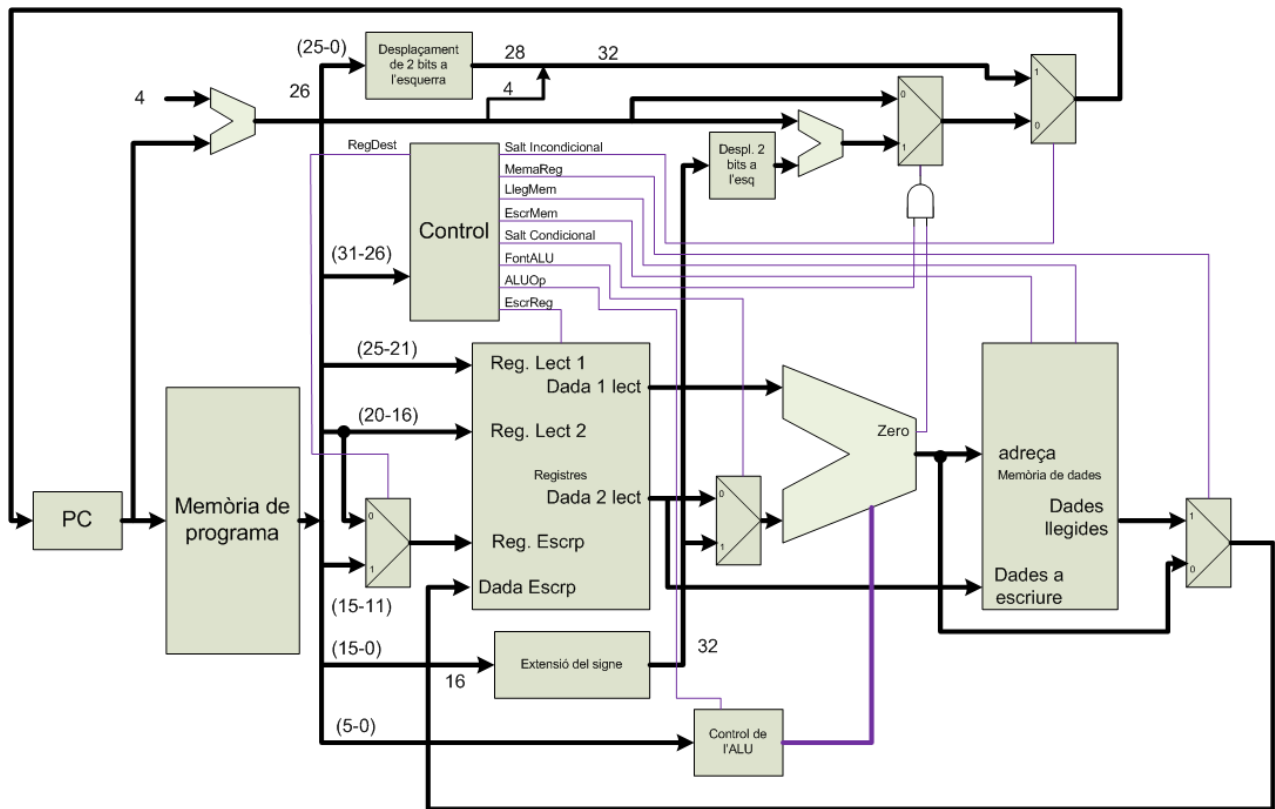 (25-0)
Desplaçament
de 2 bits a
l'esquerra
28
32
4
26
4
1
0
0
1
RegDest
Control
Salt Incondicional
MemaReg
LlegMem
EscrMem
Salt Condicional
FontALU
ALUOp
EscrReg
Despl. 2
bits a
l'esq
(31-26)
(25-21)
(20-16)
Reg. Lect 1
Dada 1 lect
Reg. Lect 2
Registres
Dada 2 lect
Reg. Escrp
Dada Escrp
Zero
adreça
Memòria de dades
Dades
llegides
Dades a
escriure
PC
Memòria de
programa
0
1
0
1
1
0
(15-11)
(15-0)
16
Extensió del signe
32
(5-0)
Control de
l'ALU